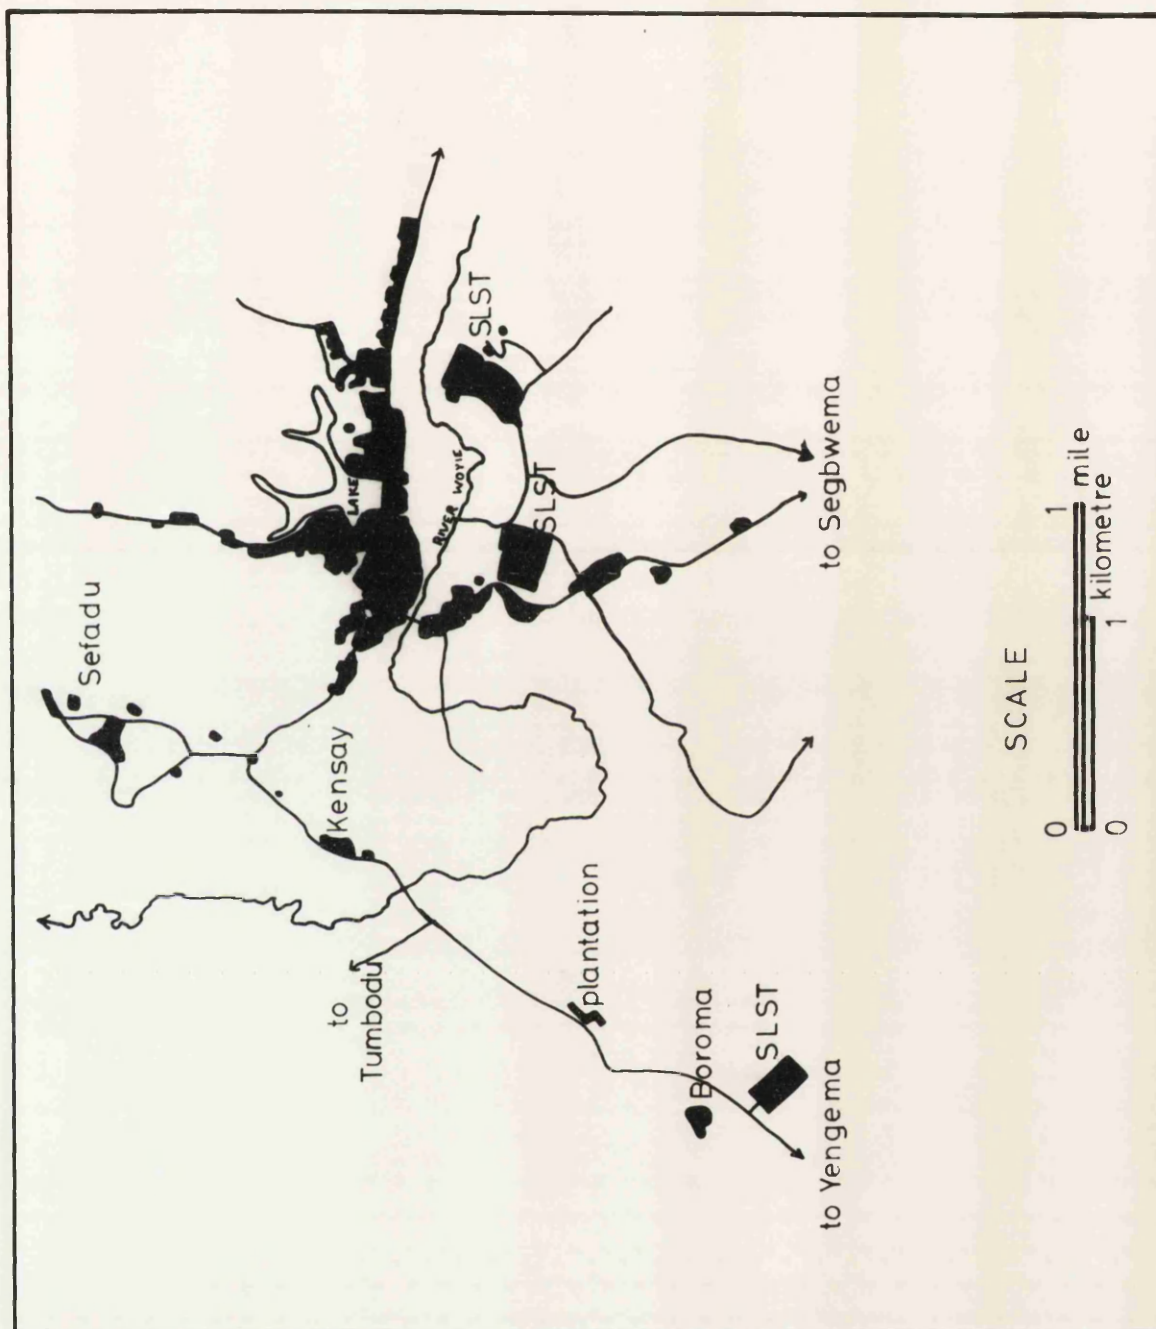 Sefadu
Kensay
LAKE
RIVER WOYIE
SLST
SLST
to
Tumbodu
plantation
Boroma
SLST
to Yengema
to Segbwema
SCALE
0 1 mile
0 1 kilometre